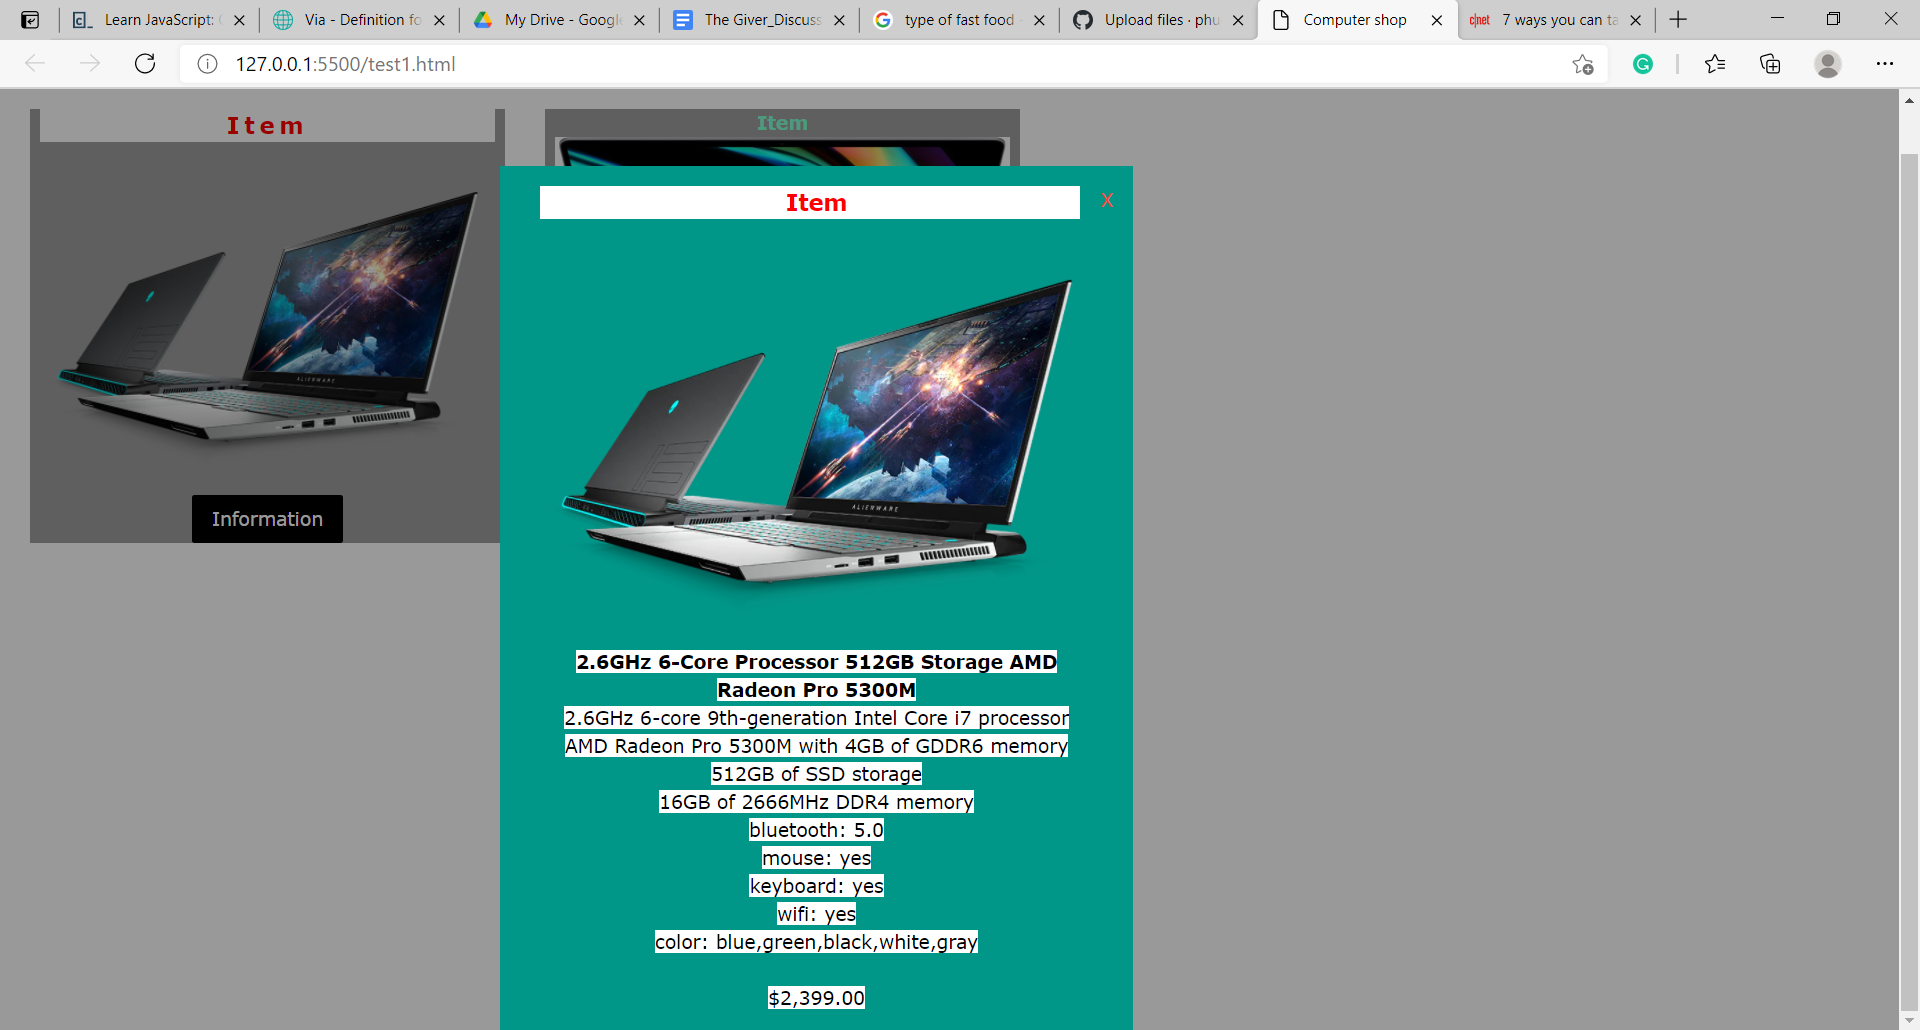 Learn JavaScript:
Via - Definition fo
My Drive - Google
The Giver_Discuss
type of fast food
Upload files · phu
Computer shop
c|net 7 ways you can ta
127.0.0.1:5500/test1.html
Item
Item
Information
Item X
ALIENWARE
ALIENWARE
2.6GHz 6-Core Processor 512GB Storage AMD
Radeon Pro 5300M
2.6GHz 6-core 9th-generation Intel Core i7 processor
AMD Radeon Pro 5300M with 4GB of GDDR6 memory
512GB of SSD storage
16GB of 2666MHz DDR4 memory
bluetooth: 5.0
mouse: yes
keyboard: yes
wifi: yes
color: blue,green,black,white,gray
$2,399.00